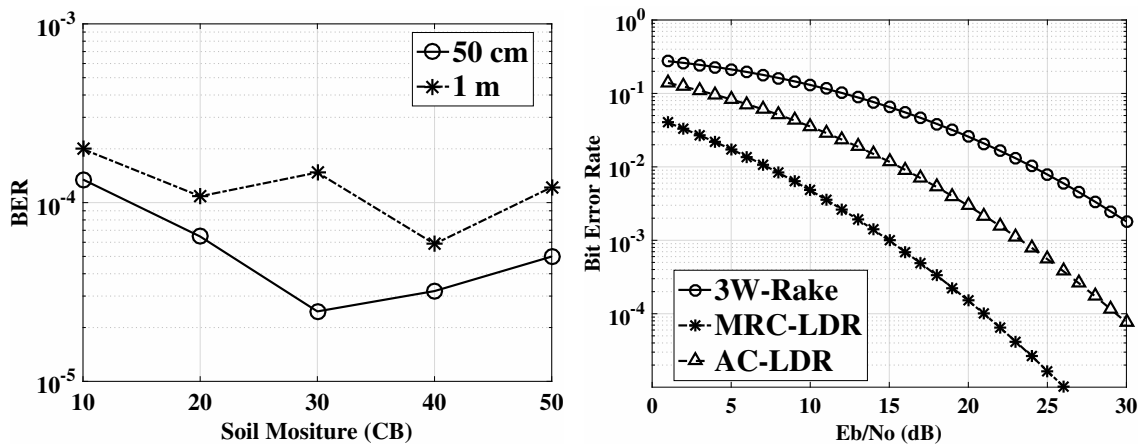 10^-3
10^-4
10^-5
BER
50 cm
1 m
10 20 30 40 50
Soil Mositure (CB)
10^0
10^-1
10^-2
10^-3
10^-4
Bit Error Rate
3W-Rake
MRC-LDR
AC-LDR
0 5 10 15 20 25 30
Eb/No (dB)